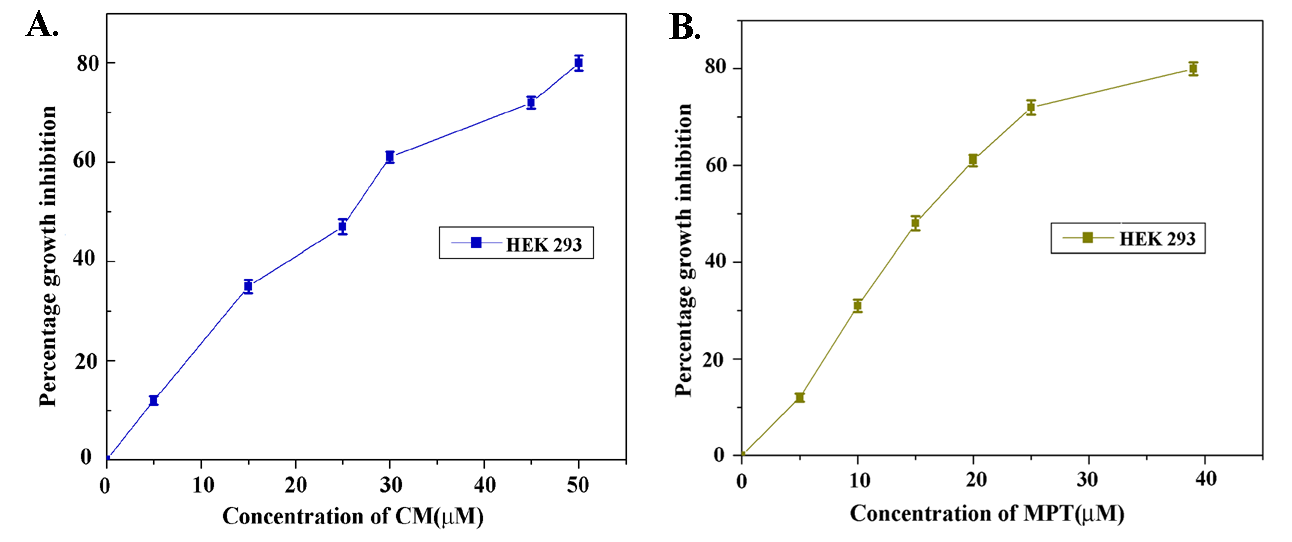 A.
Percentage growth inhibition
80
60
40
20
0
HEK 293
0 10 20 30 40 50
Concentration of CM(μM)
B.
Percentage growth inhibition
80
60
40
20
0
HEK 293
0 10 20 30 40
Concentration of MPT(μM)